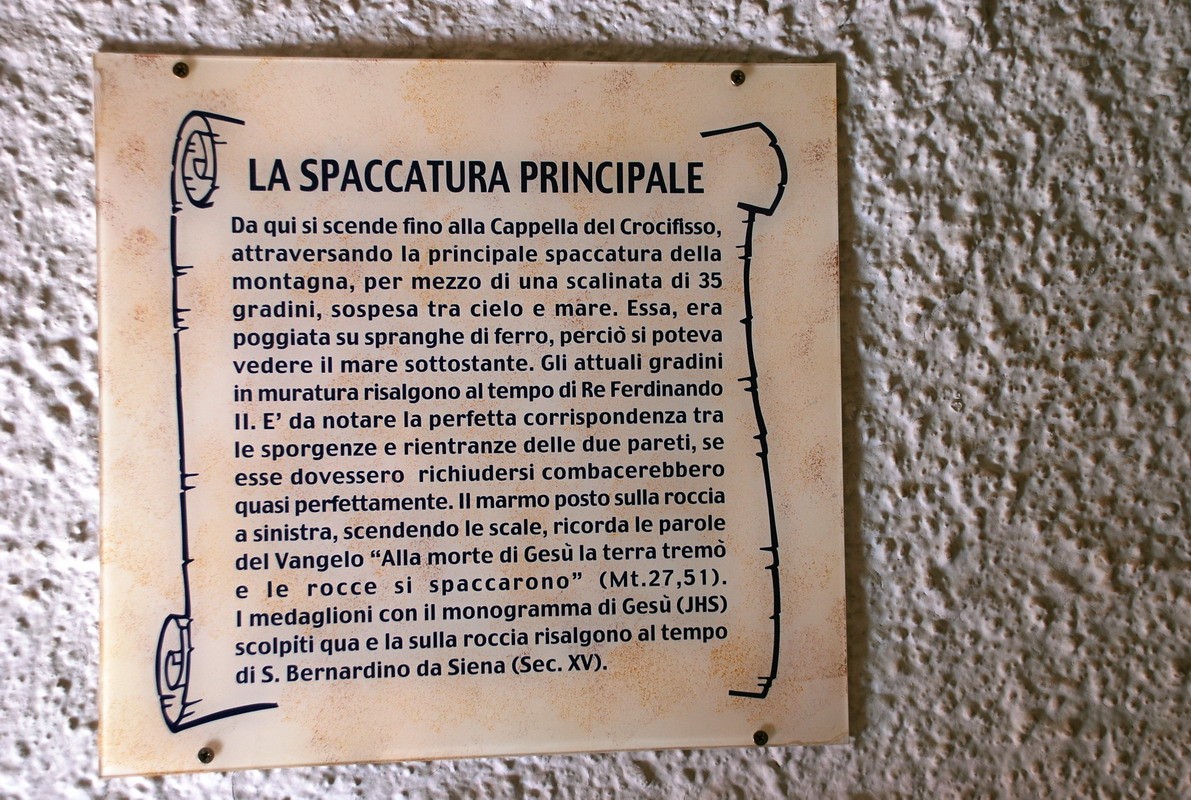 LA SPACCATURA PRINCIPALE
Da qui si scende fino alla Cappella del Crocifisso,
attraversando la principale spaccatura della
montagna, per mezzo di una scalinata di 35
gradini, sospesa tra cielo e mare. Essa, era
poggiata su spranghe di ferro, perciò si poteva
vedere il mare sottostante. Gli attuali gradini
in muratura risalgono al tempo di Re Ferdinando
II. E' da notare la perfetta corrispondenza tra
le sporgenze e rientranze delle due pareti, se
esse dovessero richiudersi combacerebbero
quasi perfettamente. Il marmo posto sulla roccia
a sinistra, scendendo le scale, ricorda le parole
del Vangelo “Alla morte di Gesù la terra tremò
e le rocce si spaccarono” (Mt.27,51).
I medaglioni con il monogramma di Gesù (JHS)
scolpiti qua e la sulla roccia risalgono al tempo
di S. Bernardino da Siena (Sec. XV).